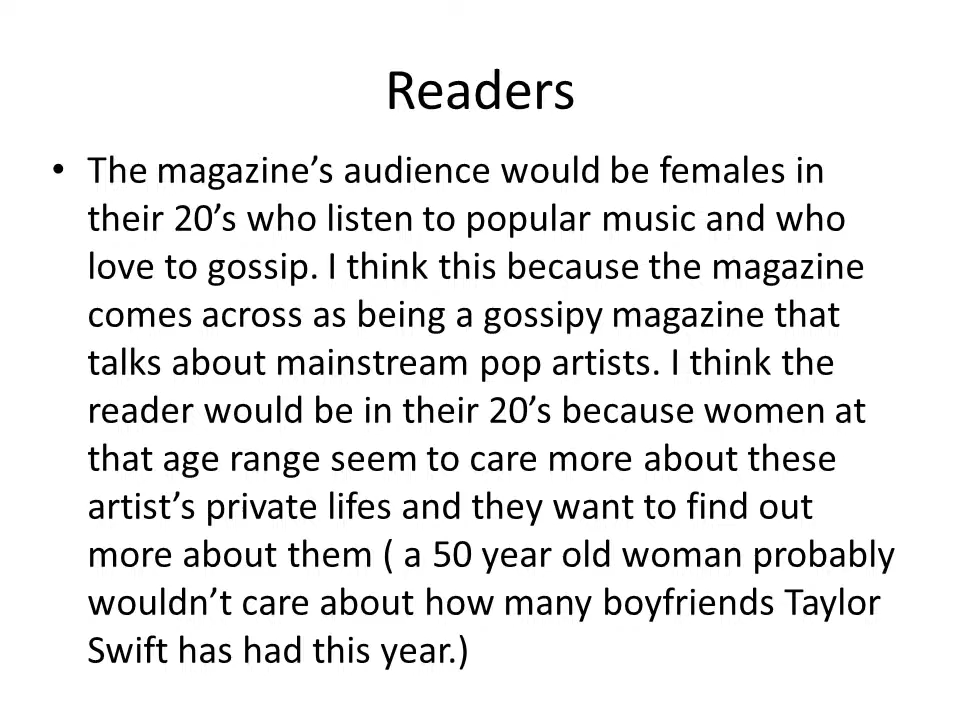 Readers
• The magazine’s audience would be females in
their 20’s who listen to popular music and who
love to gossip. I think this because the magazine
comes across as being a gossipy magazine that
talks about mainstream pop artists. I think the
reader would be in their 20’s because women at
that age range seem to care more about these
artist’s private lifes and they want to find out
more about them ( a 50 year old woman probably
wouldn’t care about how many boyfriends Taylor
Swift has had this year.)